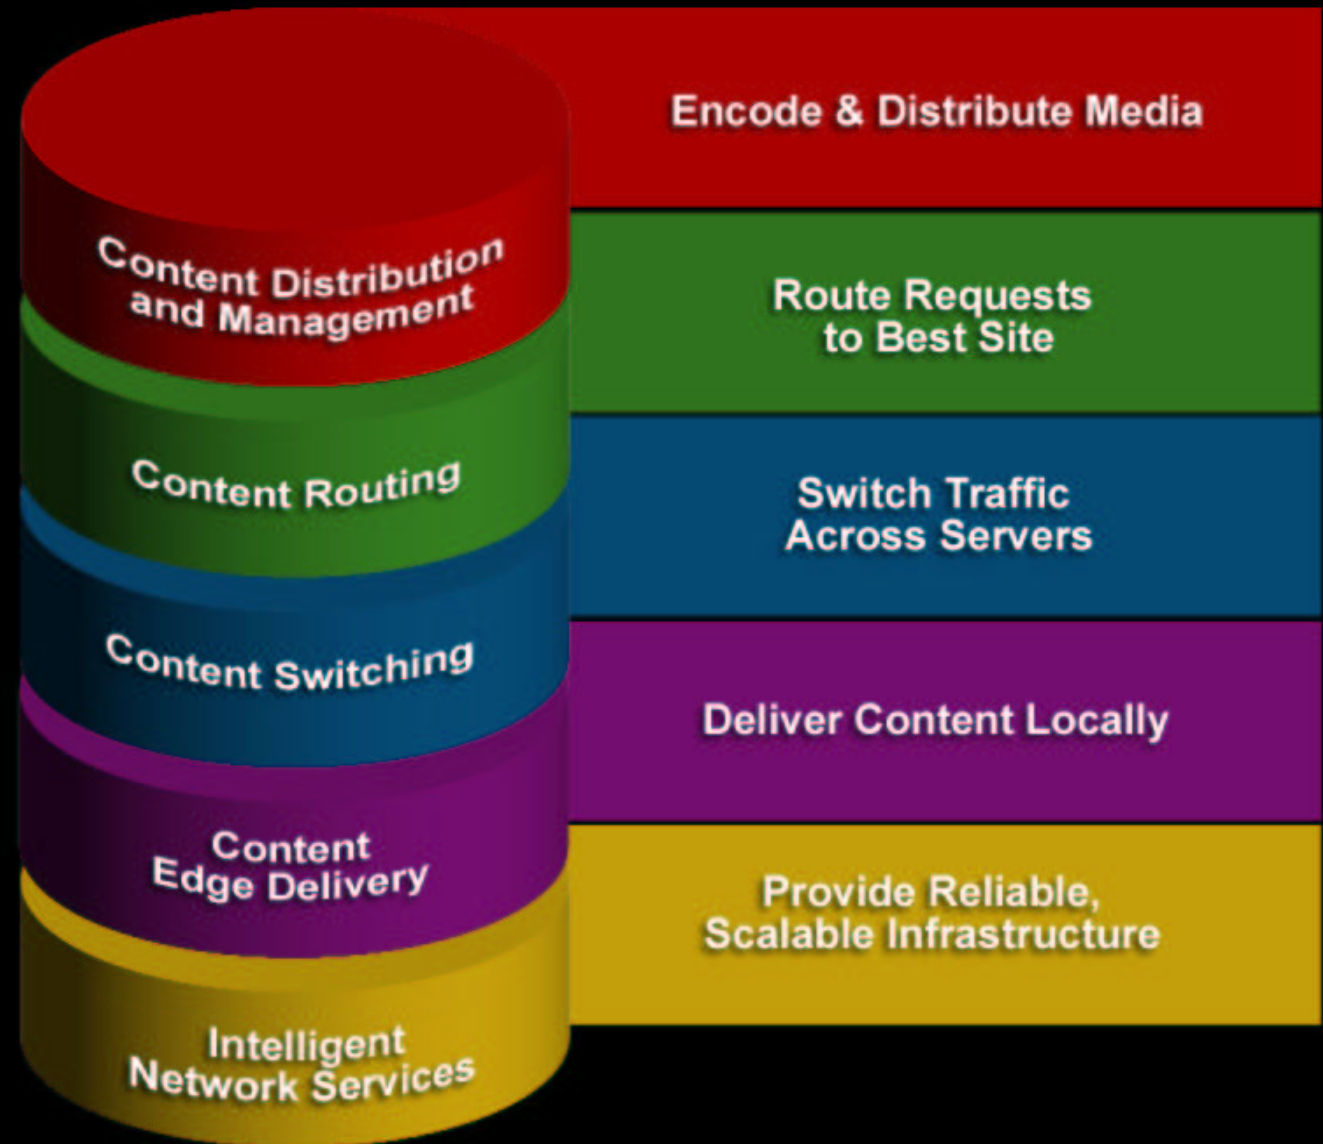 Encode & Distribute Media
Content Distribution
and Management
Route Requests
to Best Site
Content Routing
Switch Traffic
Across Servers
Content Switching
Deliver Content Locally
Content
Edge Delivery
Provide Reliable,
Scalable Infrastructure
Intelligent
Network Services